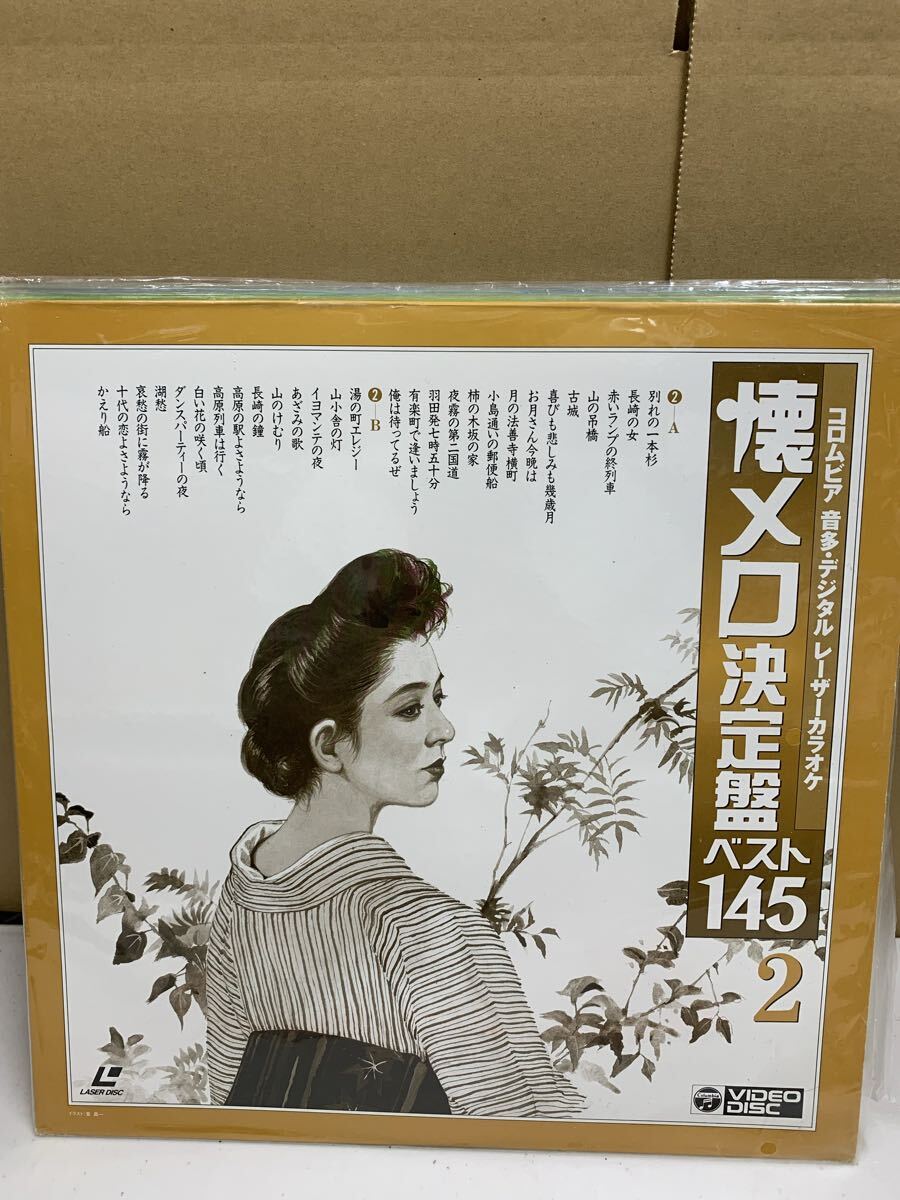 コロムビア 音多・デジタル レーザーカラオケ
懐メロ決定盤
ベスト
145
2
2―A
別れの一本杉
長崎の女
赤いランプの終列車
山の吊橋
古城
喜びも悲しみも幾歳月
お月さん今晩は
月の法善寺横町
小島通いの郵便船
柿の木坂の家
夜霧の第二国道
羽田発七時五十分
有楽町で逢いましょう
俺は待ってるぜ
2―B
湯の町エレジー
山小舎の灯
イヨマンテの夜
あざみの歌
山のけむり
長崎の鐘
高原の駅よさようなら
高原列車は行く
白い花の咲く頃
ダンスパーティーの夜
湖愁
哀愁の街に霧が降る
十代の恋よさようなら
かえり船
LASER DISC
Columbia
VIDEO DISC